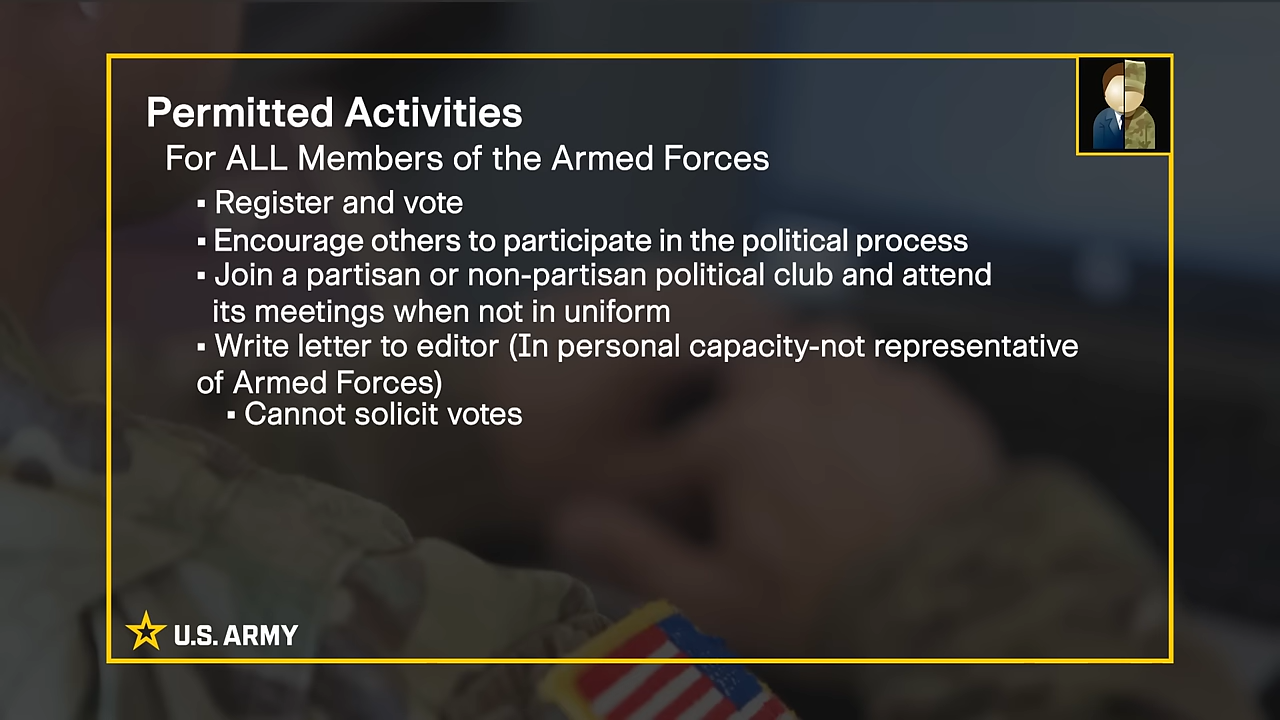 Permitted Activities
For ALL Members of the Armed Forces
▪ Register and vote
▪ Encourage others to participate in the political process
▪ Join a partisan or non-partisan political club and attend
its meetings when not in uniform
▪ Write letter to editor (In personal capacity-not representative
of Armed Forces)
▪ Cannot solicit votes
U.S. ARMY